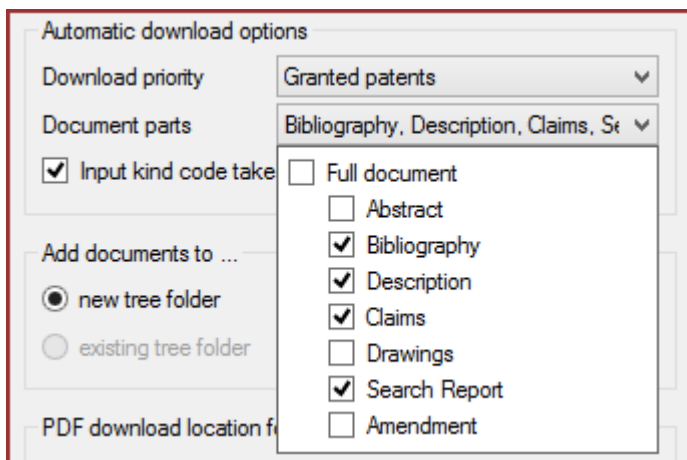 Automatic download options
Download priority Granted patents
Document parts Bibliography, Description, Claims, Se
Input kind code take
Full document
Abstract
Bibliography
Description
Claims
Drawings
Search Report
Amendment
Add documents to ...
new tree folder
existing tree folder
PDF download location fo